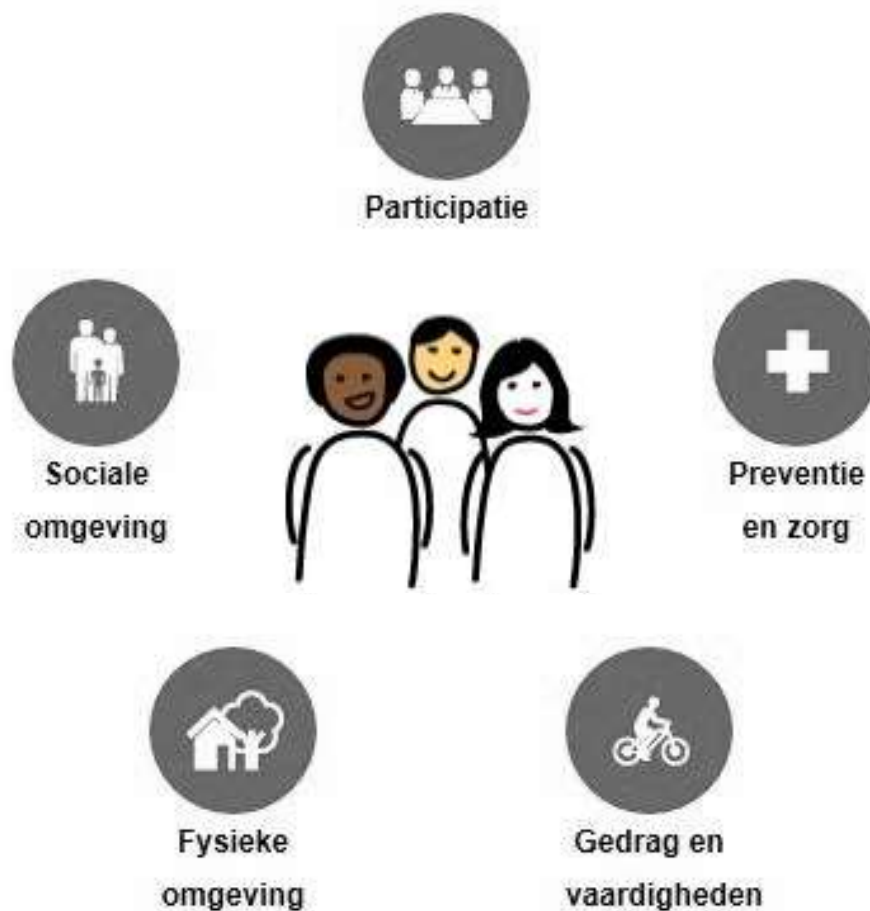 Participatie
Sociale
omgeving
Preventie
en zorg
Fysieke
omgeving
Gedrag en
vaardigheden